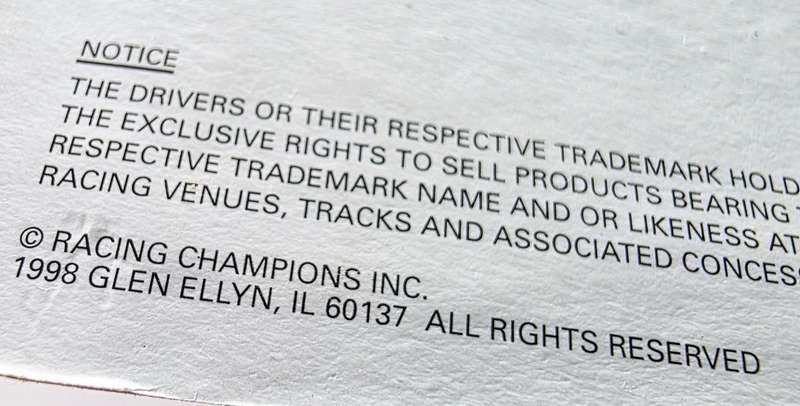 NOTICE
THE DRIVERS OR THEIR RESPECTIVE TRADEMARK
THE EXCLUSIVE RIGHTS TO SELL PRODUCTS BEARING
RESPECTIVE TRADEMARK NAME AND OR LIKENESS AT
RACING VENUES, TRACKS AND ASSOCIATED
© RACING CHAMPIONS INC.
1998 GLEN ELLYN, IL 60137 ALL RIGHTS RESERVED